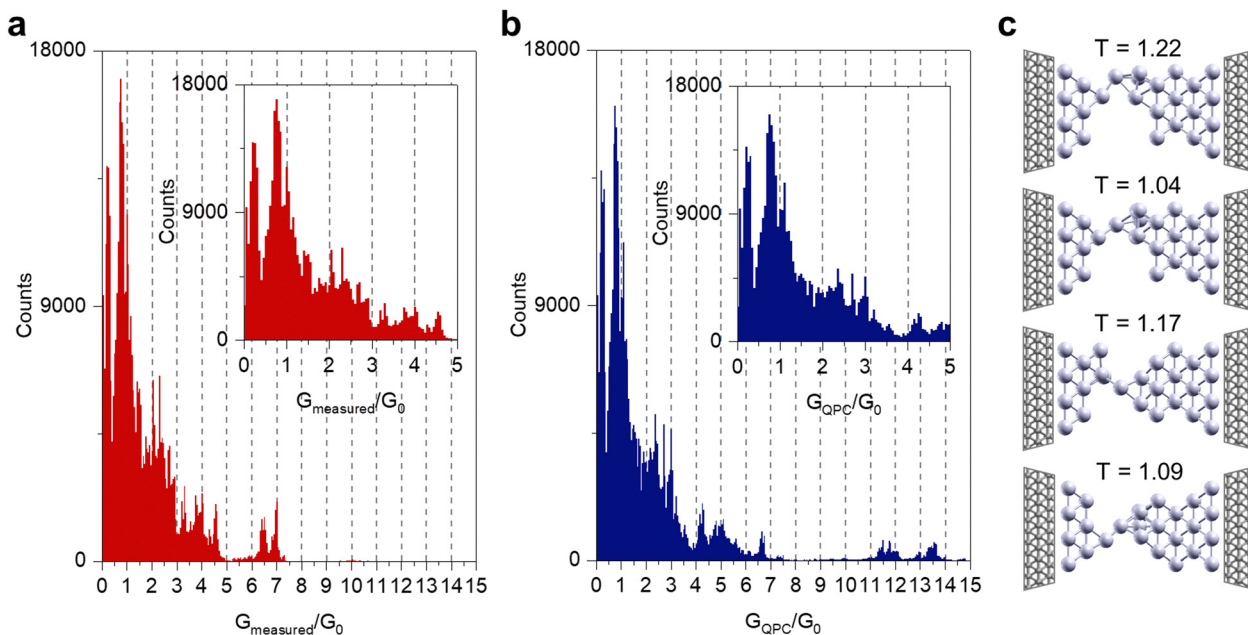 a
18000
9000
0
Counts
0 1 2 3 4 5 6 7 8 9 10 11 12 13 14 15
G_measured/G_0
18000
9000
0
Counts
0 1 2 3 4 5
G_measured/G_0
b
18000
9000
0
Counts
0 1 2 3 4 5 6 7 8 9 10 11 12 13 14 15
G_QPC/G_0
18000
9000
0
Counts
0 1 2 3 4 5
G_QPC/G_0
c
T = 1.22
T = 1.04
T = 1.17
T = 1.09